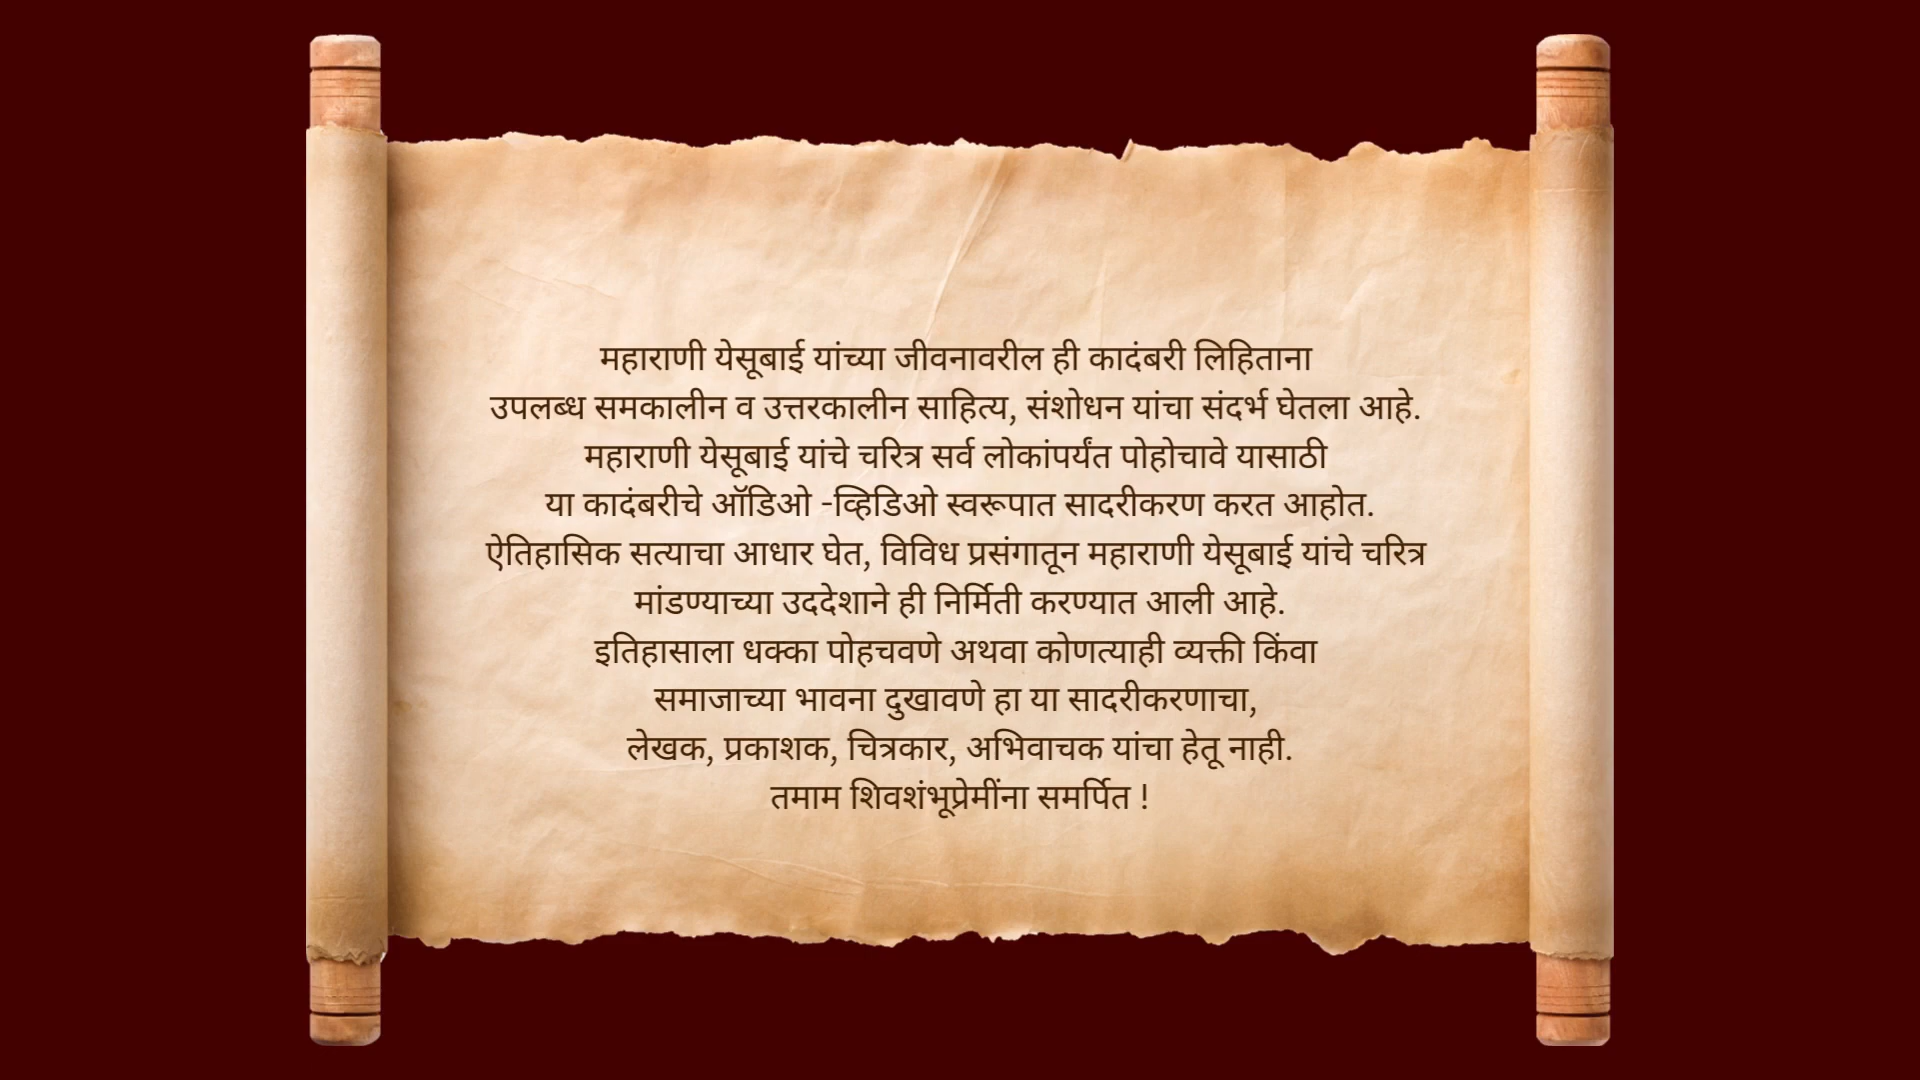 महाराणी येसूबाई यांच्या जीवनावरील ही कादंबरी लिहिताना
उपलब्ध समकालीन व उत्तरकालीन साहित्य, संशोधन यांचा संदर्भ घेतला आहे.
महाराणी येसूबाई यांचे चरित्र सर्व लोकांपर्यंत पोहोचावे यासाठी
या कादंबरीचे ऑडिओ -व्हिडिओ स्वरूपात सादरीकरण करत आहोत.
ऐतिहासिक सत्याचा आधार घेत, विविध प्रसंगातून महाराणी येसूबाई यांचे चरित्र
मांडण्याच्या उददेशाने ही निर्मिती करण्यात आली आहे.
इतिहासाला धक्का पोहचवणे अथवा कोणत्याही व्यक्ती किंवा
समाजाच्या भावना दुखावणे हा या सादरीकरणाचा,
लेखक, प्रकाशक, चित्रकार, अभिवाचक यांचा हेतू नाही.
तमाम शिवशंभूप्रेमींना समर्पित !